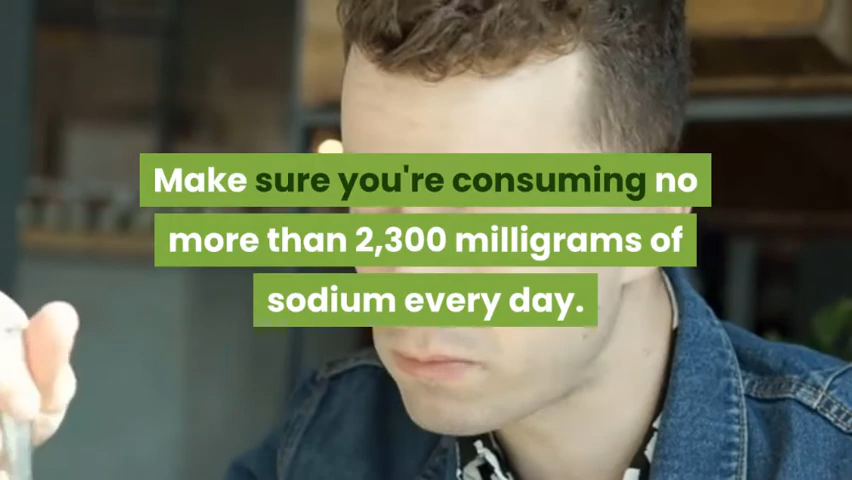 Make sure you're consuming no
more than 2,300 milligrams of
sodium every day.